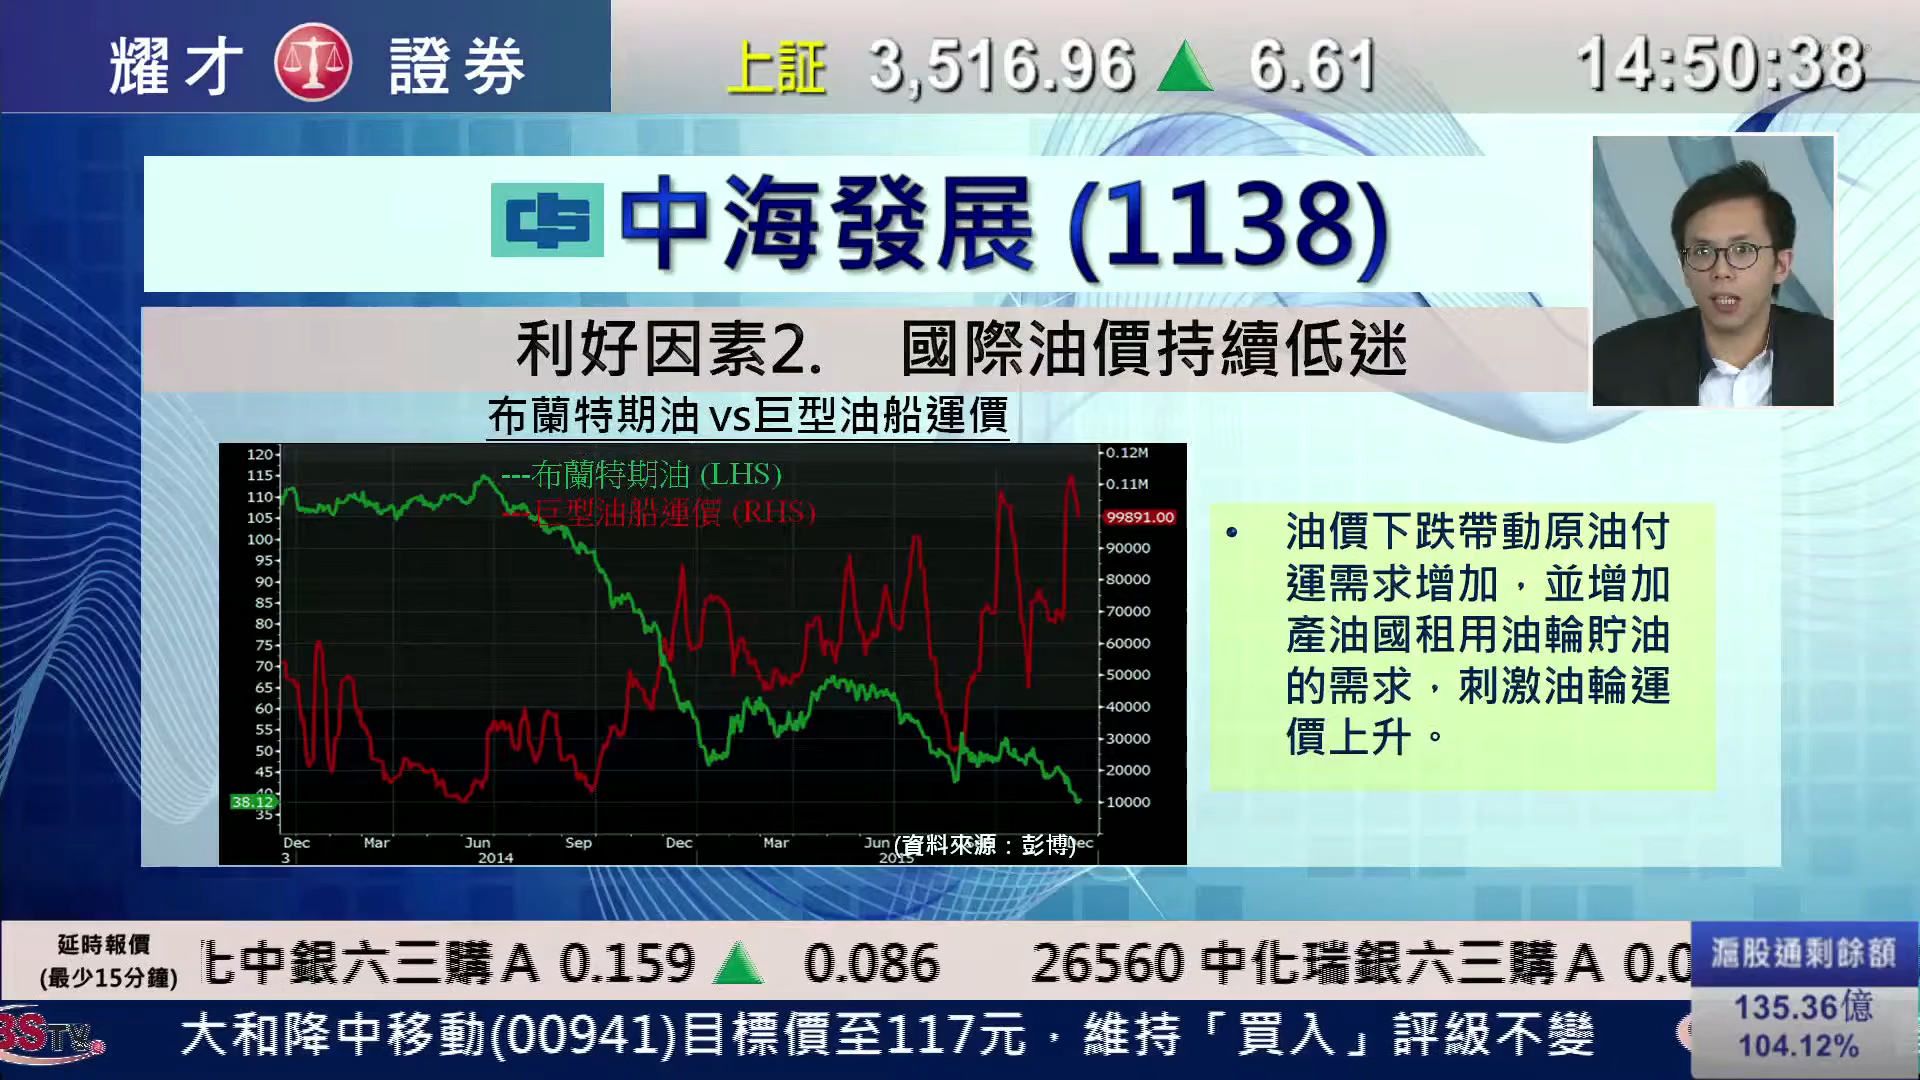 耀才 證券
上証 3,516.96 ▲ 6.61
14:50:38
中海發展 (1138)
利好因素2. 國際油價持續低迷
布蘭特期油 vs巨型油船運價
---布蘭特期油 (LHS)
---巨型油船運價 (RHS)
120
115
110
105
100
95
90
85
80
75
70
65
60
55
50
45
40
38.12
35
0.12M
0.11M
99891.00
90000
80000
70000
60000
50000
40000
30000
20000
10000
Dec Mar Jun Sep Dec Mar Jun Dec
3 2014 2015
(資料來源：彭博)
• 油價下跌帶動原油付
運需求增加，並增加
產油國租用油輪貯油
的需求，刺激油輪運
價上升。
延時報價
(最少15分鐘)
化中銀六三購A 0.159 ▲ 0.086 26560 中化瑞銀六三購A 0.0
滬股通剩餘額
135.36億
104.12%
BSTV
大和降中移動(00941)目標價至117元，維持「買入」評級不變